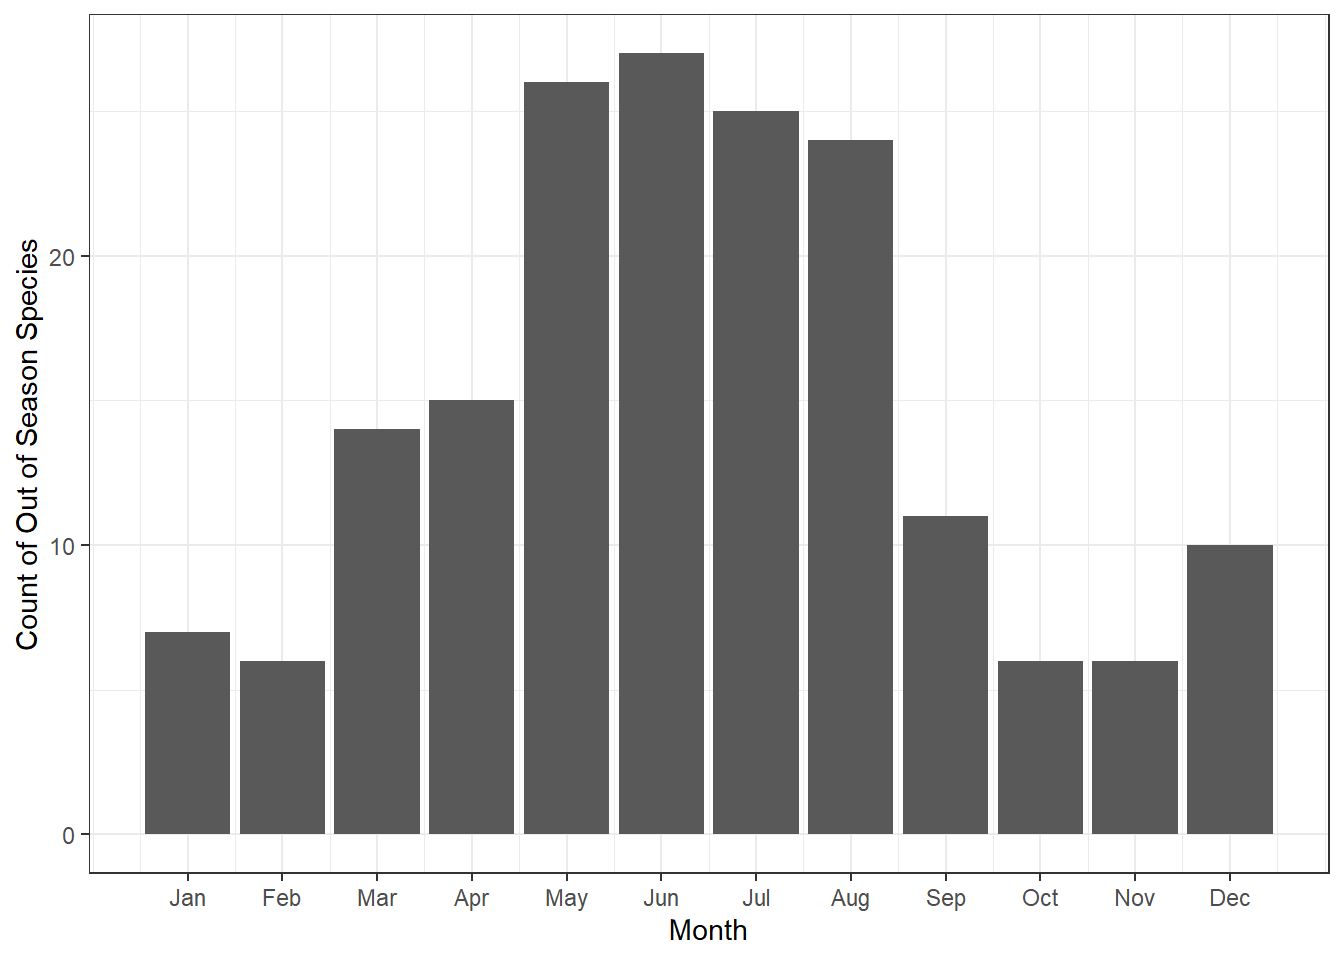 Count of Out of Season Species
20
10
0
Jan Feb Mar Apr May Jun Jul Aug Sep Oct Nov Dec
Month